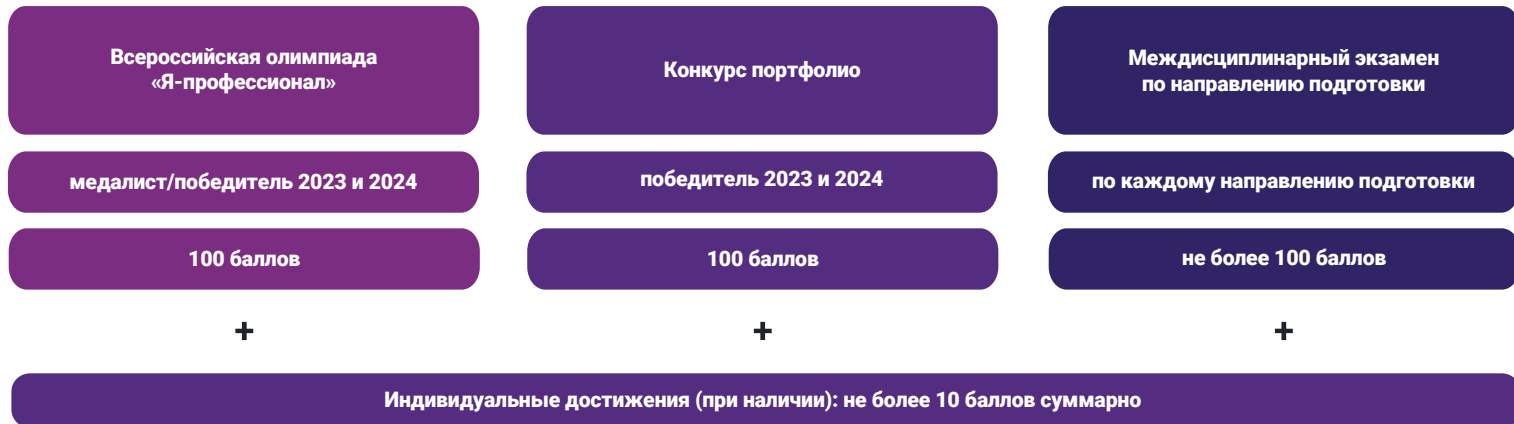 Всероссийская олимпиада
«Я-профессионал»
Конкурс портфолио
Междисциплинарный экзамен
по направлению подготовки
медалист/победитель 2023 и 2024
победитель 2023 и 2024
по каждому направлению подготовки
100 баллов
100 баллов
не более 100 баллов
+
+
+
Индивидуальные достижения (при наличии): не более 10 баллов суммарно